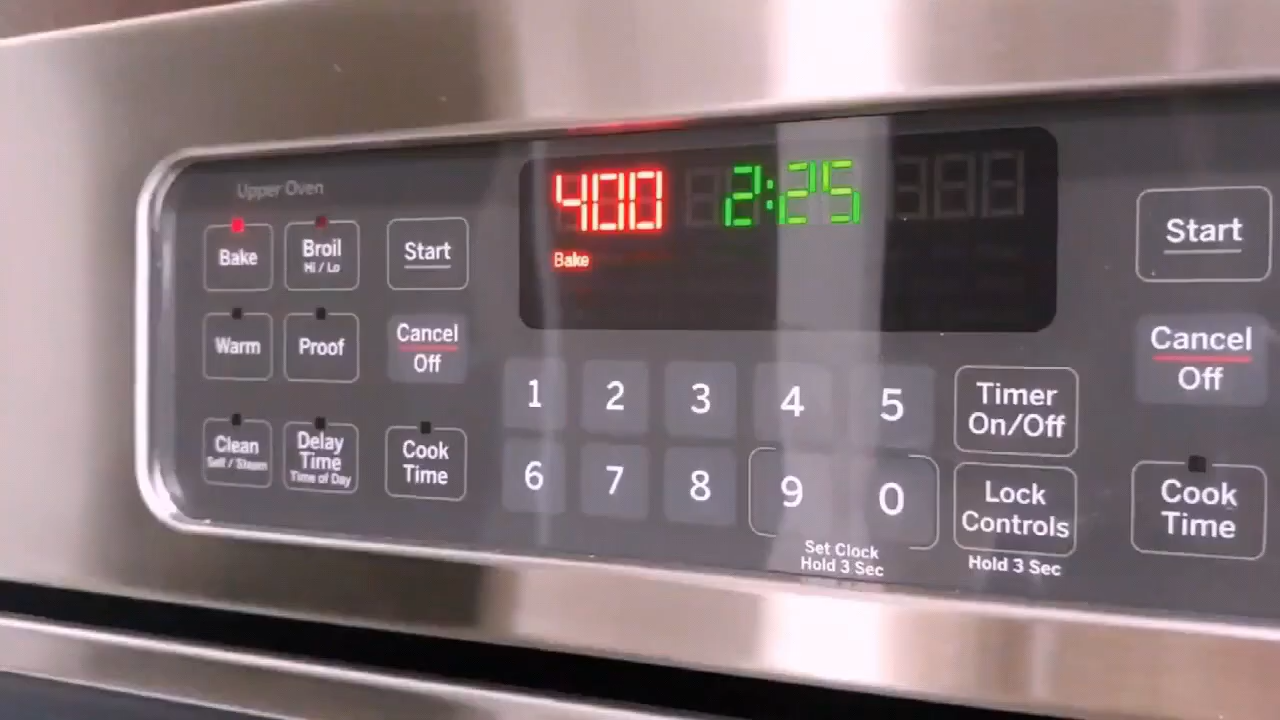 Upper Oven
Bake
Broil
Hi / Lo
Start
Warm
Proof
Cancel
Off
Clean
Self / Steam
Delay
Time
Time of Day
Cook
Time
400
2:25
Bake
1 2 3 4 5
6 7 8 9 0
Set Clock
Hold 3 Sec
Timer
On/Off
Lock
Controls
Hold 3 Sec
Start
Cancel
Off
Cook
Time